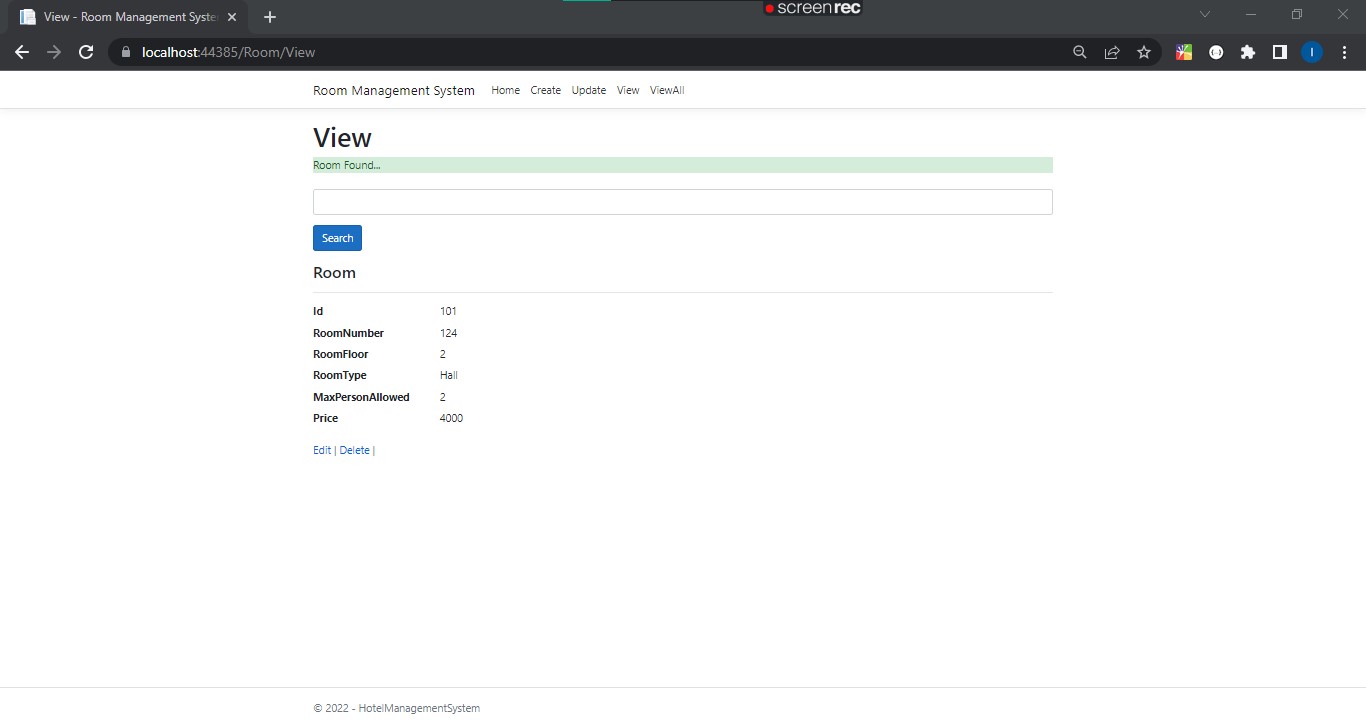 screenrec
View - Room Management Syste
localhost:44385/Room/View
I
Room Management System Home Create Update View ViewAll
View
Room Found...
Search
Room
Id 101
RoomNumber 124
RoomFloor 2
RoomType Hall
MaxPersonAllowed 2
Price 4000
Edit | Delete |
© 2022 - HotelManagementSystem